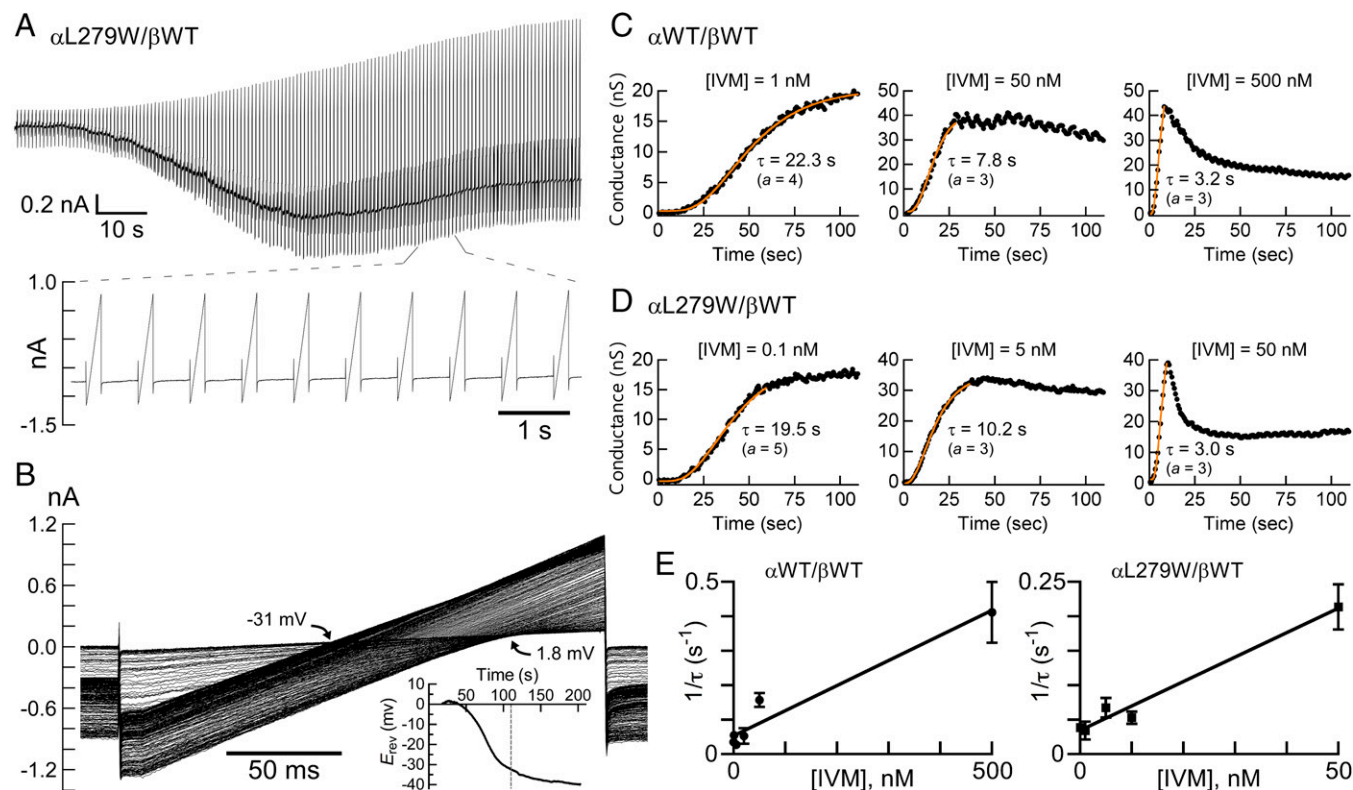 A αL279W/βWT
0.2 nA
10 s
1.0
nA
-1.5
1 s
B nA
1.2
0.6
0.0
-0.6
-1.2
-31 mV
1.8 mV
50 ms
Time (s)
0 50 100 150 200
10
0
-10
-20
-30
-40
Erev (mv)
C αWT/βWT
[IVM] = 1 nM
Conductance (nS)
20
15
10
5
0
τ = 22.3 s
(a = 4)
0 25 50 75 100
Time (sec)
[IVM] = 50 nM
50
40
30
20
10
0
τ = 7.8 s
(a = 3)
0 25 50 75 100
Time (sec)
[IVM] = 500 nM
50
40
30
20
10
0
τ = 3.2 s
(a = 3)
0 25 50 75 100
Time (sec)
D αL279W/βWT
[IVM] = 0.1 nM
Conductance (nS)
20
15
10
5
0
τ = 19.5 s
(a = 5)
0 25 50 75 100
Time (sec)
[IVM] = 5 nM
40
30
20
10
0
τ = 10.2 s
(a = 3)
0 25 50 75 100
Time (sec)
[IVM] = 50 nM
40
30
20
10
0
τ = 3.0 s
(a = 3)
0 25 50 75 100
Time (sec)
E αWT/βWT
1/τ (s-1)
0.5
0
0 500
[IVM], nM
αL279W/βWT
1/τ (s-1)
0.25
0
0 50
[IVM], nM